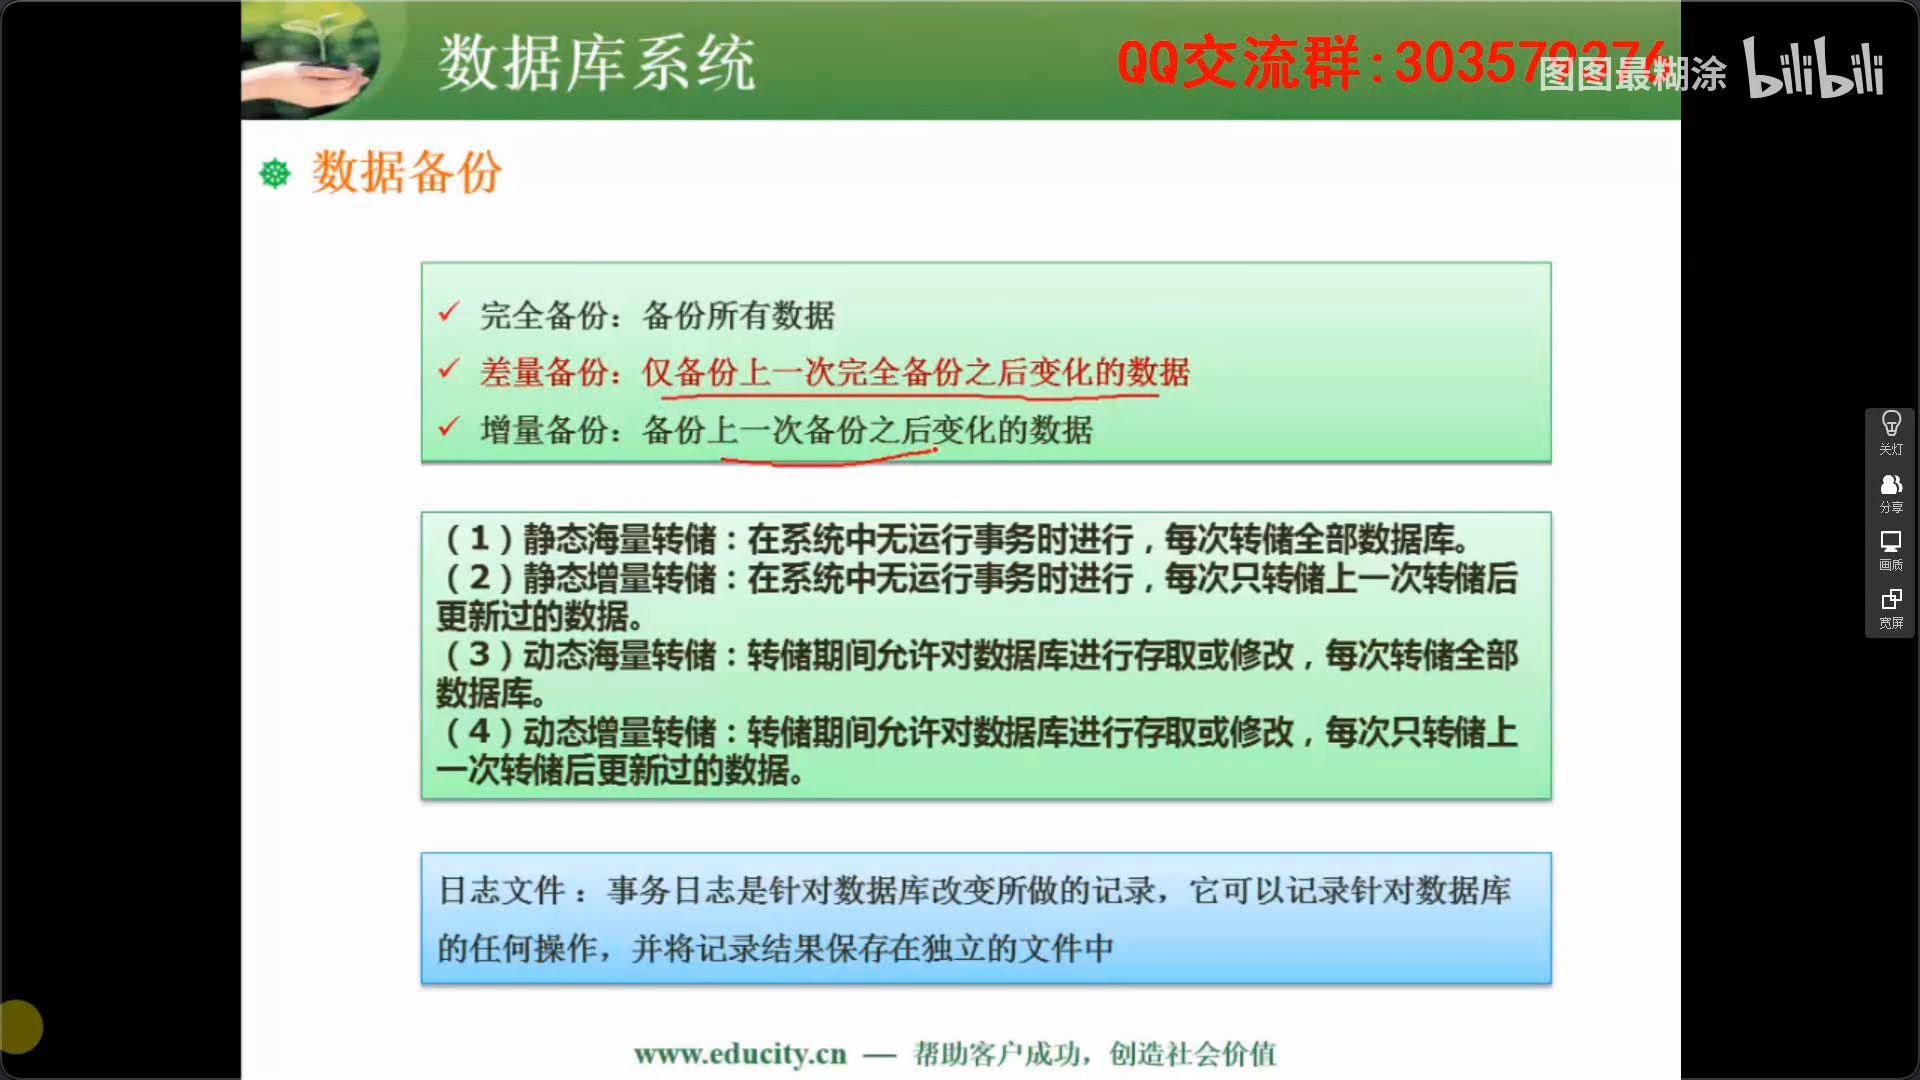 数据库系统
QQ交流群:303579376
图图最糊涂
bilibili
数据备份
完全备份：备份所有数据
差量备份：仅备份上一次完全备份之后变化的数据
增量备份：备份上一次备份之后变化的数据
（1）静态海量转储：在系统中无运行事务时进行，每次转储全部数据库。
（2）静态增量转储：在系统中无运行事务时进行，每次只转储上一次转储后
更新过的数据。
（3）动态海量转储：转储期间允许对数据库进行存取或修改，每次转储全部
数据库。
（4）动态增量转储：转储期间允许对数据库进行存取或修改，每次只转储上
一次转储后更新过的数据。
日志文件：事务日志是针对数据库改变所做的记录，它可以记录针对数据库
的任何操作，并将记录结果保存在独立的文件中
www.educity.cn — 帮助客户成功，创造社会价值
关灯
分享
画质
宽屏